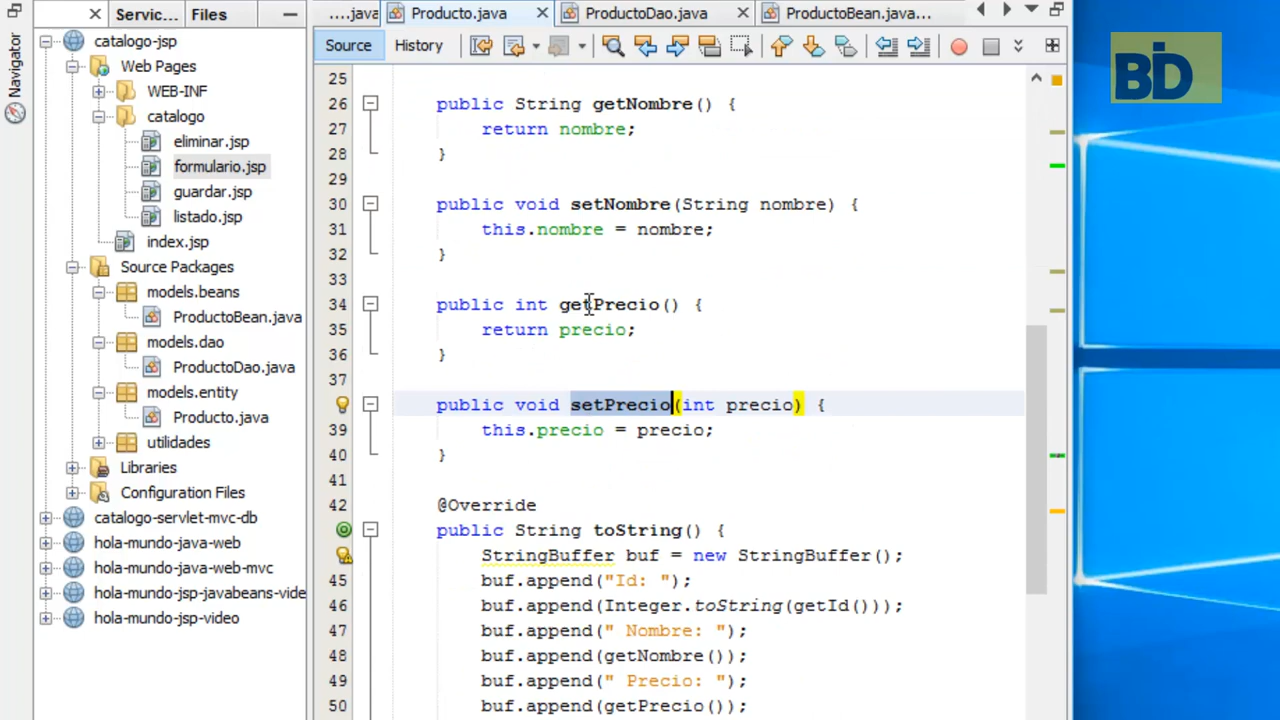 Servic...
Files
....java
Producto.java
ProductoDao.java
ProductoBean.java...
Navigator
Source
History
BID
catalogo-jsp
Web Pages
WEB-INF
catalogo
eliminar.jsp
formulario.jsp
guardar.jsp
listado.jsp
index.jsp
Source Packages
models.beans
ProductoBean.java
models.dao
ProductoDao.java
models.entity
Producto.java
utilidades
Libraries
Configuration Files
catalogo-servlet-mvc-db
hola-mundo-java-web
hola-mundo-java-web-mvc
hola-mundo-jsp-javabeans-vide
hola-mundo-jsp-video
25
26 public String getNombre() {
27 return nombre;
28 }
29
30 public void setNombre(String nombre) {
31 this.nombre = nombre;
32 }
33
34 public int getPrecio() {
35 return precio;
36 }
37
public void setPrecio(int precio) {
39 this.precio = precio;
40 }
41
42 @Override
public String toString() {
StringBuffer buf = new StringBuffer();
45 buf.append("Id: ");
46 buf.append(Integer.toString(getId()));
47 buf.append(" Nombre: ");
48 buf.append(getNombre());
49 buf.append(" Precio: ");
50 buf.append(getPrecio());